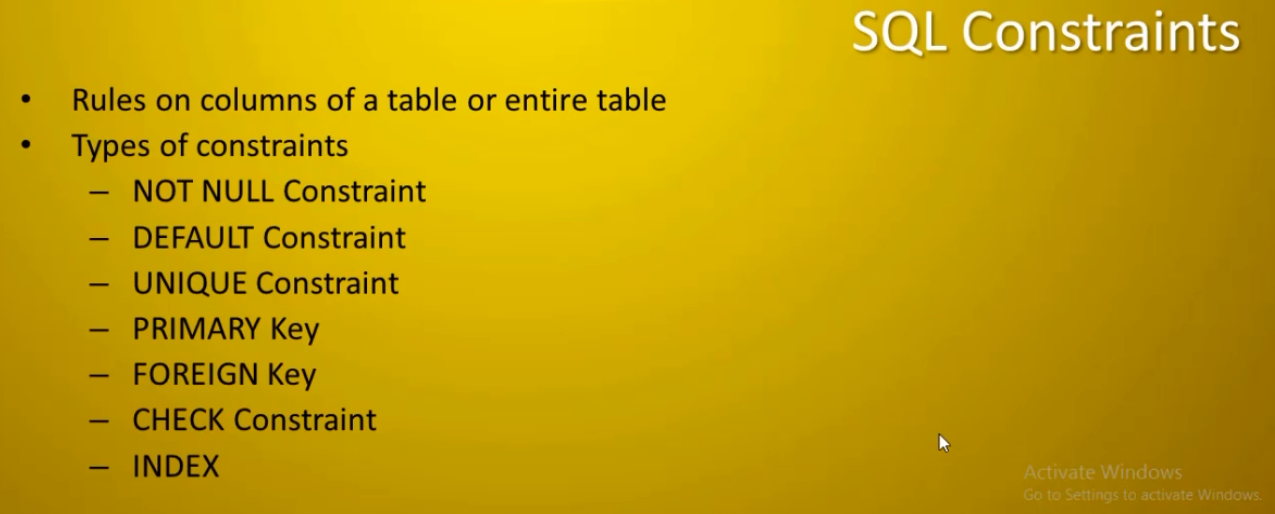 SQL Constraints
• Rules on columns of a table or entire table
• Types of constraints
– NOT NULL Constraint
– DEFAULT Constraint
– UNIQUE Constraint
– PRIMARY Key
– FOREIGN Key
– CHECK Constraint
– INDEX
Activate Windows
Go to Settings to activate Windows.